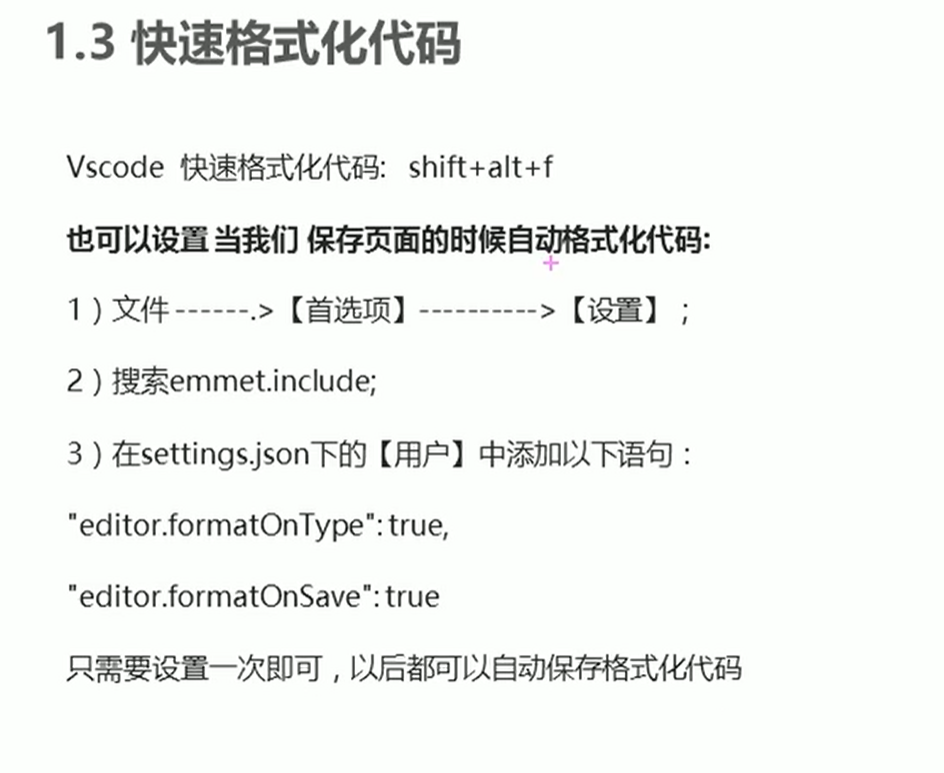 1.3 快速格式化代码
Vscode 快速格式化代码: shift+alt+f
也可以设置 当我们 保存页面的时候自动格式化代码:
1）文件 ------.>【首选项】---------->【设置】；
2）搜索emmet.include;
3）在settings.json下的【用户】中添加以下语句：
"editor.formatOnType": true,
"editor.formatOnSave": true
只需要设置一次即可，以后都可以自动保存格式化代码